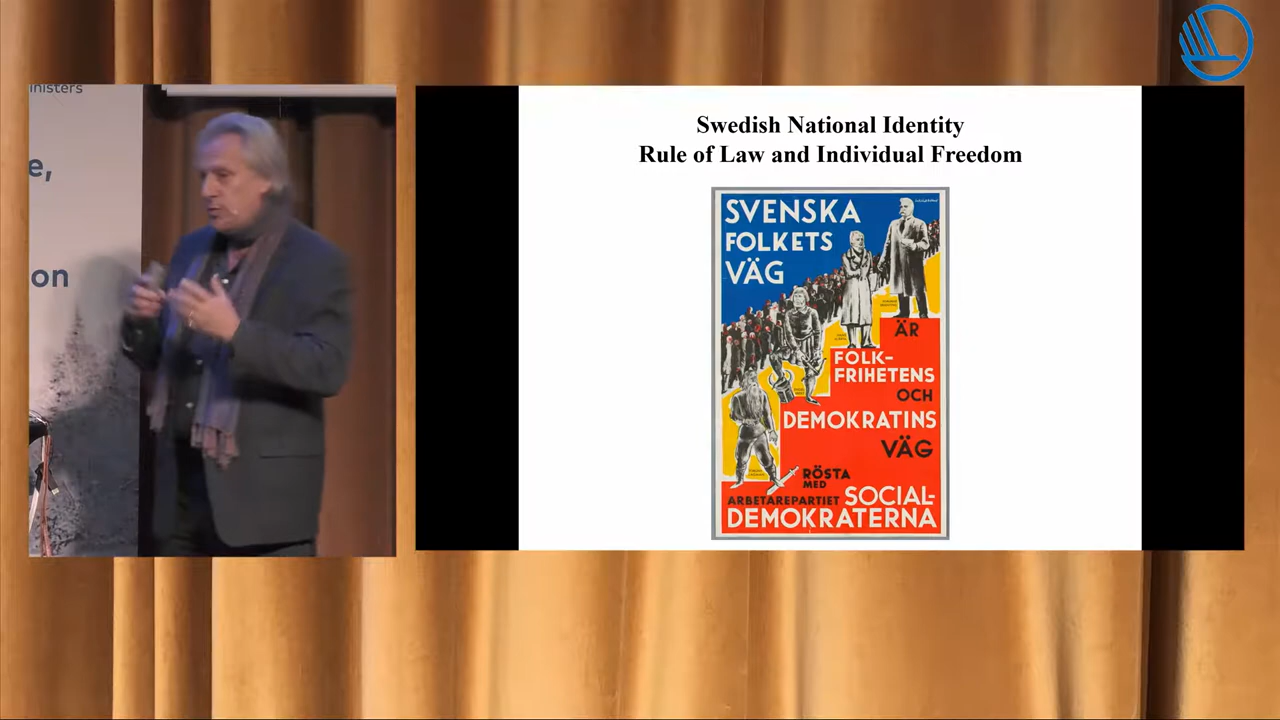 inisters
e,
on
Swedish National Identity
Rule of Law and Individual Freedom
SVENSKA
FOLKETS
VÄG
ÄR
FOLK-
FRIHETENS
OCH
DEMOKRATINS
VÄG
RÖSTA
MED
ARBETAREPARTIET SOCIAL-
DEMOKRATERNA